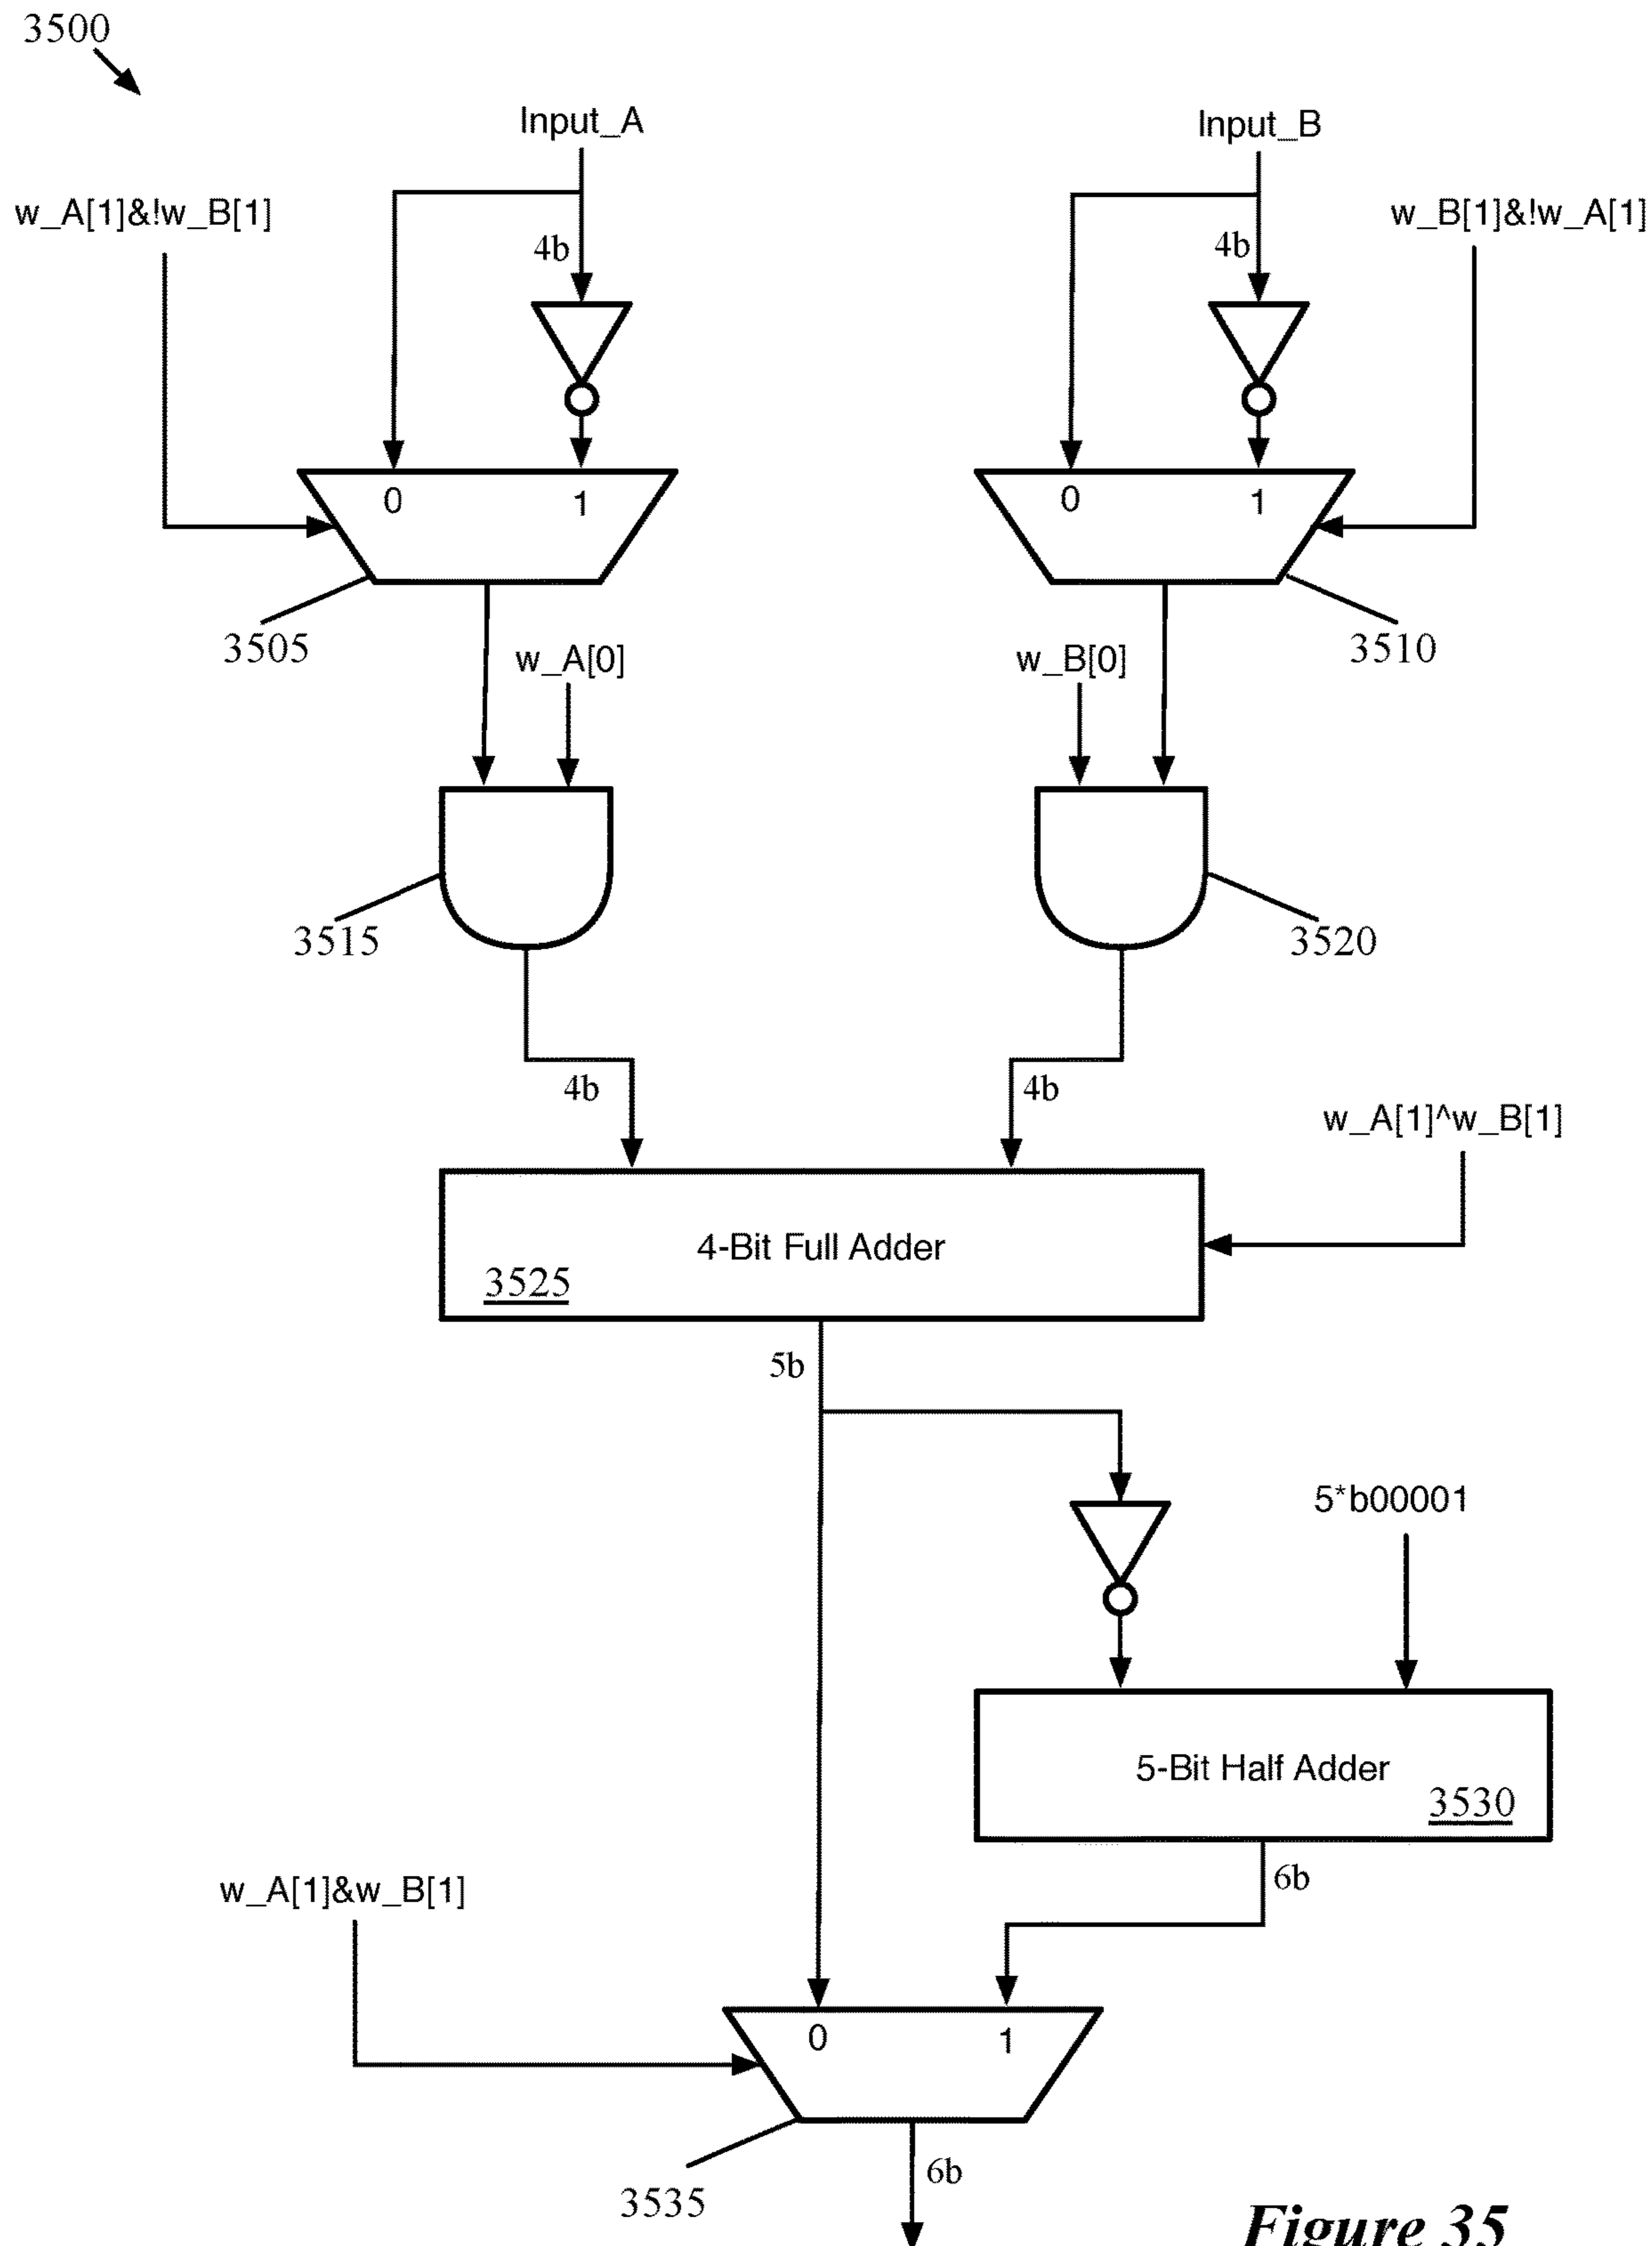 3500
Input_A
Input_B
w_A[1]&!w_B[1]
w_B[1]&!w_A[1]
4b
4b
0
1
0
1
3505
w_A[0]
w_B[0]
3510
3515
3520
4b
4b
w_A[1]^w_B[1]
4-Bit Full Adder
3525
5b
5*b00001
5-Bit Half Adder
3530
6b
w_A[1]&w_B[1]
0
1
6b
3535
Figure 35